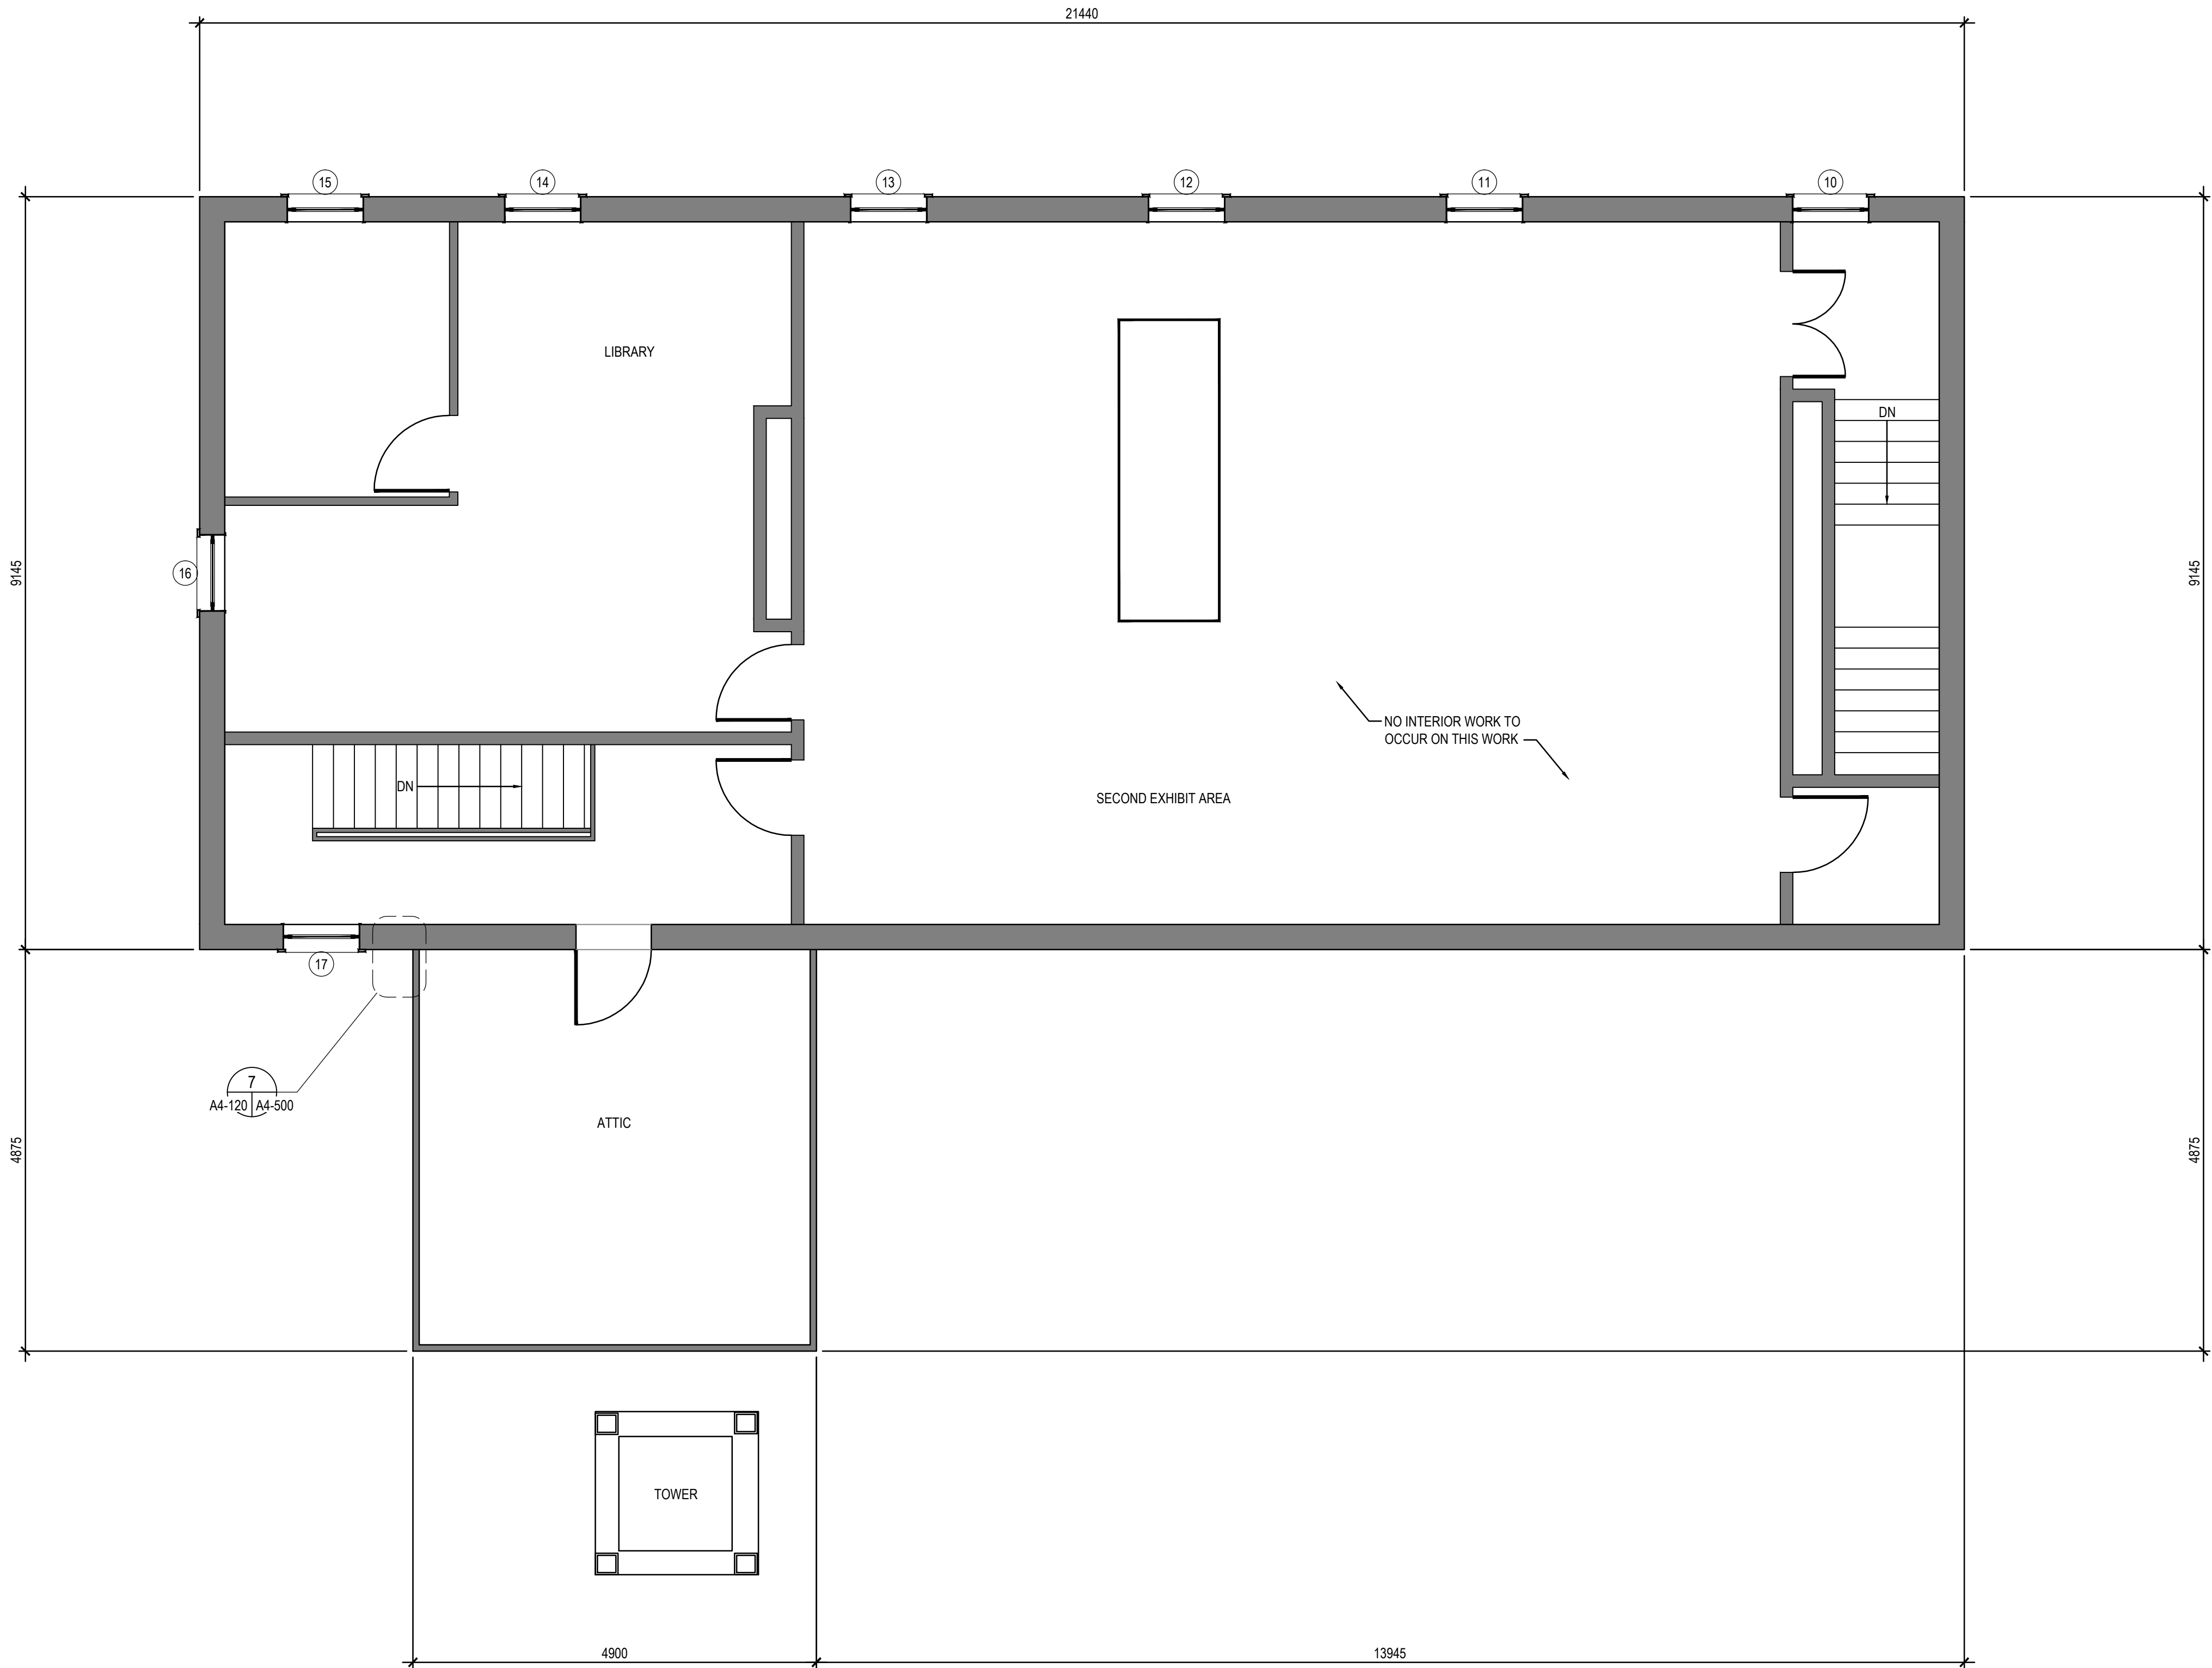 21440
15
14
13
12
11
10
LIBRARY
DN
9145
16
9145
NO INTERIOR WORK TO
OCCUR ON THIS WORK
DN
SECOND EXHIBIT AREA
17
7
A4-120 A4-500
ATTIC
4875
4875
TOWER
4900
13945